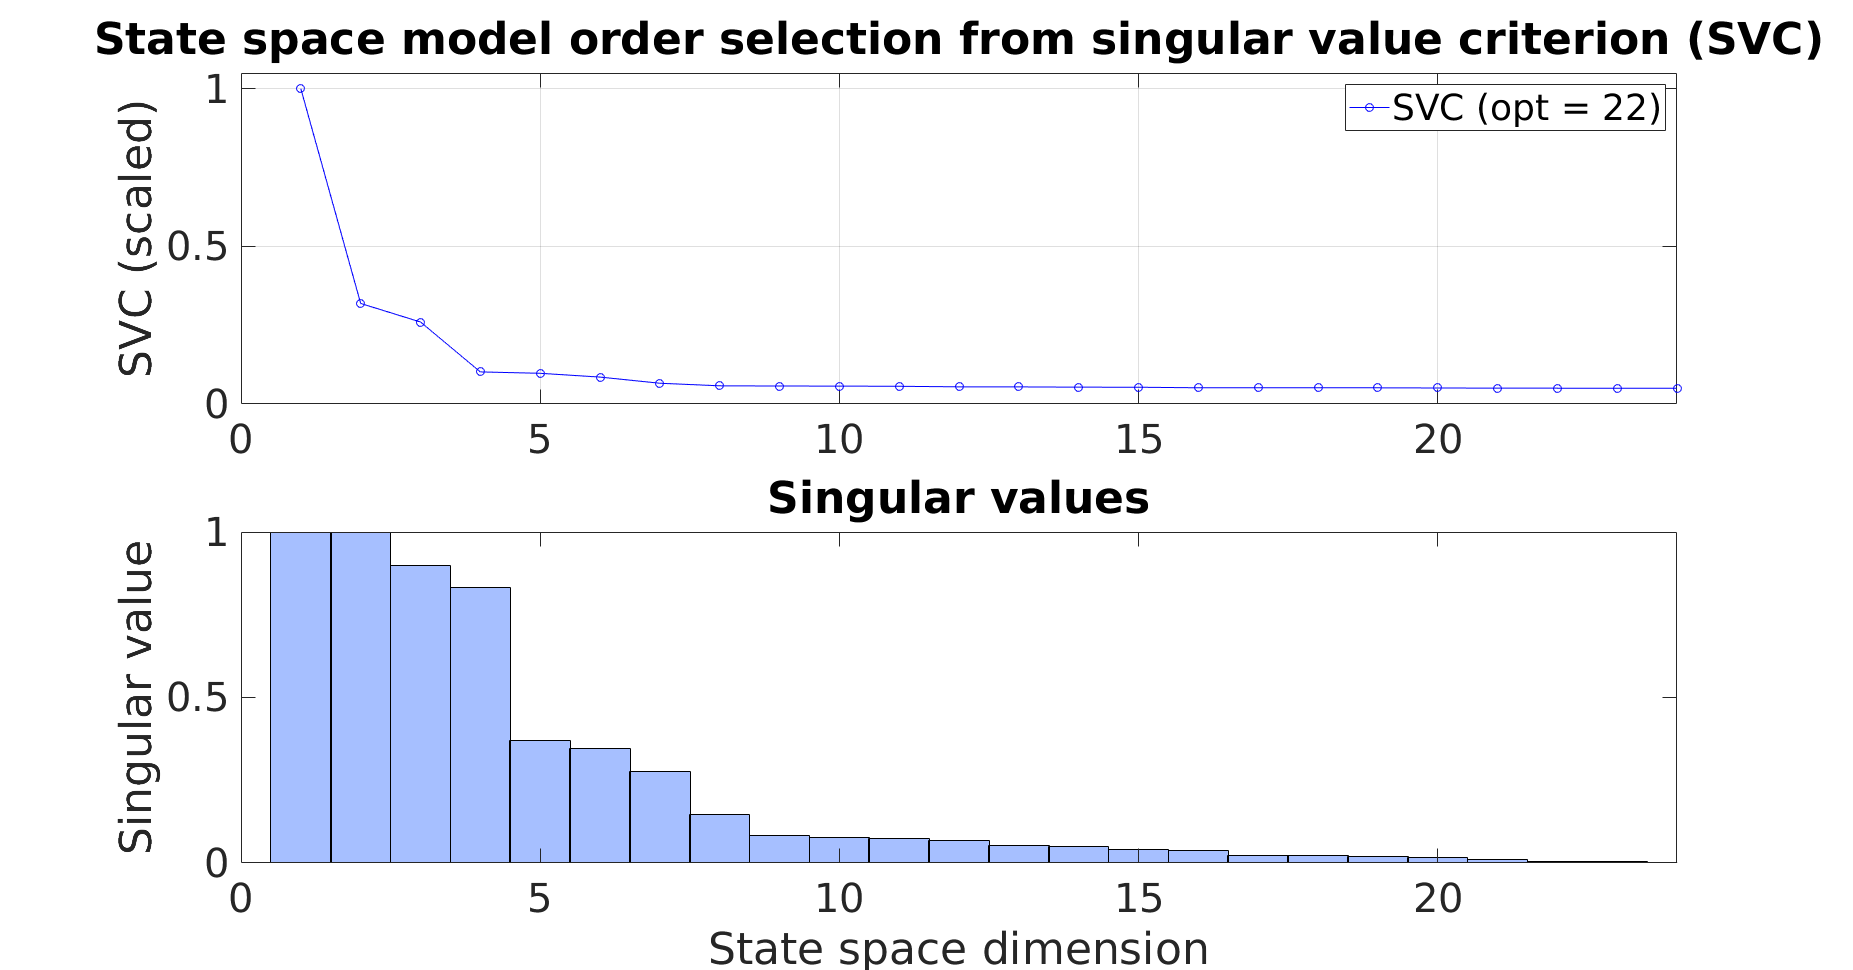 State space model order selection from singular value criterion (SVC)
SVC (scaled)
1
0.5
0
SVC (opt = 22)
0 5 10 15 20
Singular values
Singular value
1
0.5
0
0 5 10 15 20
State space dimension